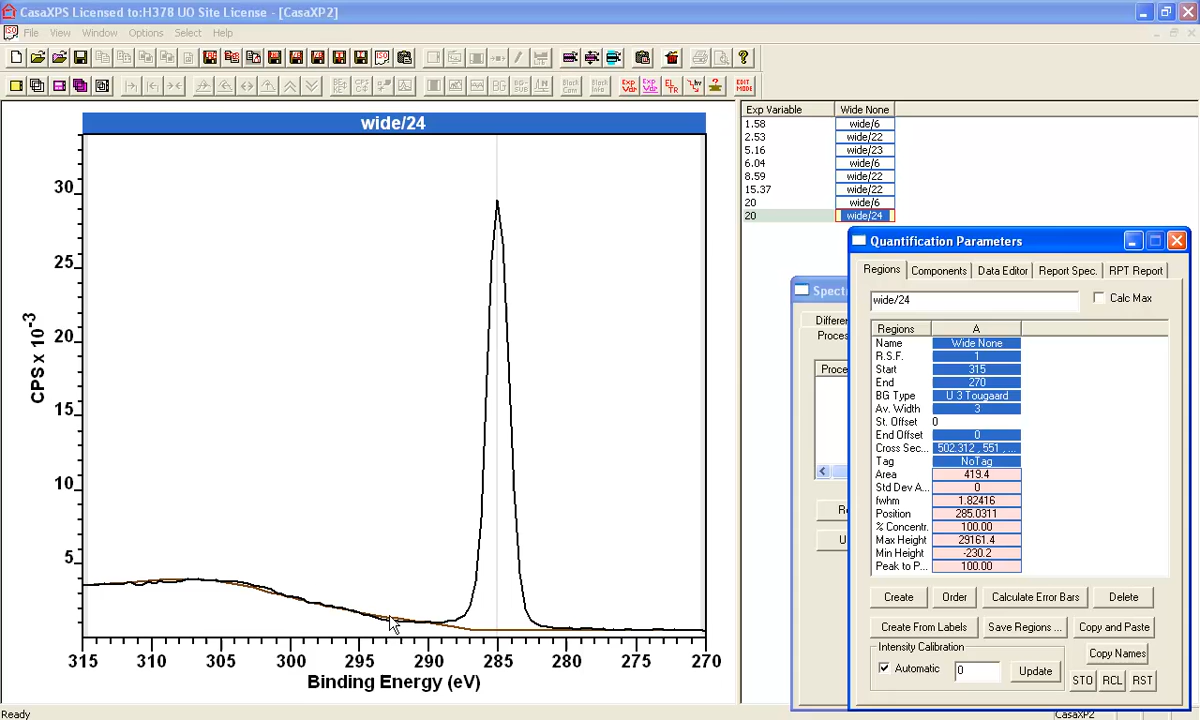 CasaXPS Licensed to:H378 UO Site License - [CasaXP2]
File View Window Options Select Help
wide/24
CPS x 10-3
30
25
20
15
10
5
315 310 305 300 295 290 285 280 275 270
Binding Energy (eV)
Exp Variable Wide None
1.58 wide/6
2.53 wide/22
5.16 wide/23
6.04 wide/6
8.59 wide/22
15.37 wide/22
20 wide/6
20 wide/24
Spect
Differen
Proces
Proce
Quantification Parameters
Regions Components Data Editor Report Spec. RPT Report
wide/24 Calc Max
Regions A
Name Wide None
R.S.F. 1
Start 315
End 270
BG Type U 3 Tougaard
Av. Width 3
St. Offset 0
End Offset 0
Cross Sec... 502.312 , 551 , ...
Tag NoTag
Area 419.4
Std Dev A... 0
fwhm 1.82416
Position 285.0311
% Concentr. 100.00
Max Height 29161.4
Min Height -230.2
Peak to P... 100.00
Create Order Calculate Error Bars Delete
Create From Labels Save Regions ... Copy and Paste
Intensity Calibration
Automatic 0 Update
Copy Names
STO RCL RST
Ready
CasaXP2